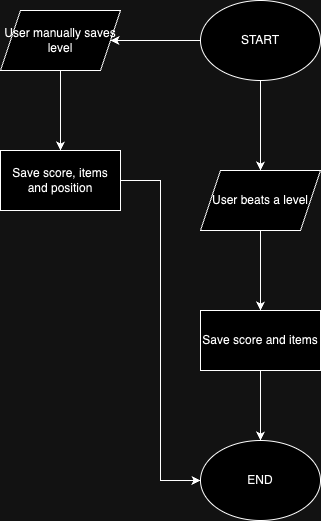 User manually saves
level
START
Save score, items
and position
User beats a level
Save score and items
END